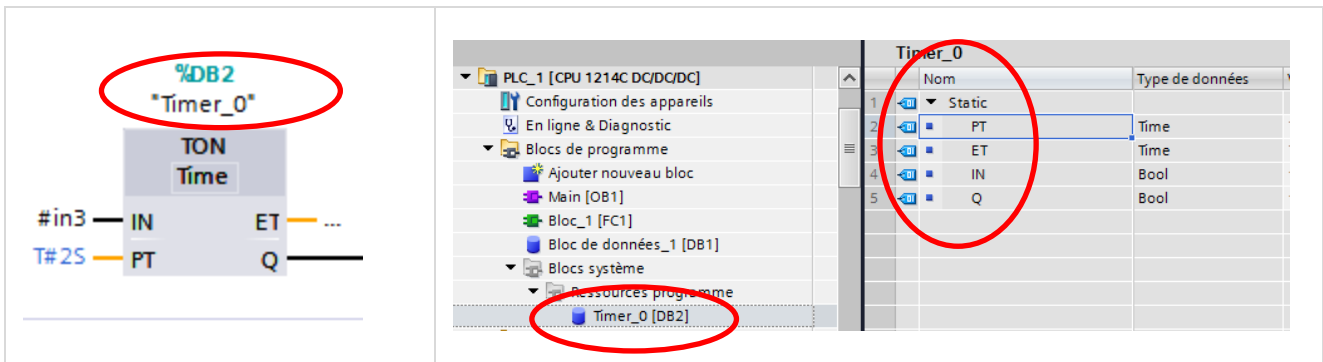 %DB2
"Timer_0"
TON
Time
#in3 IN ET ...
T#2S PT Q
PLC_1 [CPU 1214C DC/DC/DC]
Configuration des appareils
En ligne & Diagnostic
Blocs de programme
Ajouter nouveau bloc
Main [OB1]
Bloc_1 [FC1]
Bloc de données_1 [DB1]
Blocs système
Ressources programme
Timer_0 [DB2]
Timer_0
Nom Type de données
1 Static
2 PT Time
3 ET Time
4 IN Bool
5 Q Bool